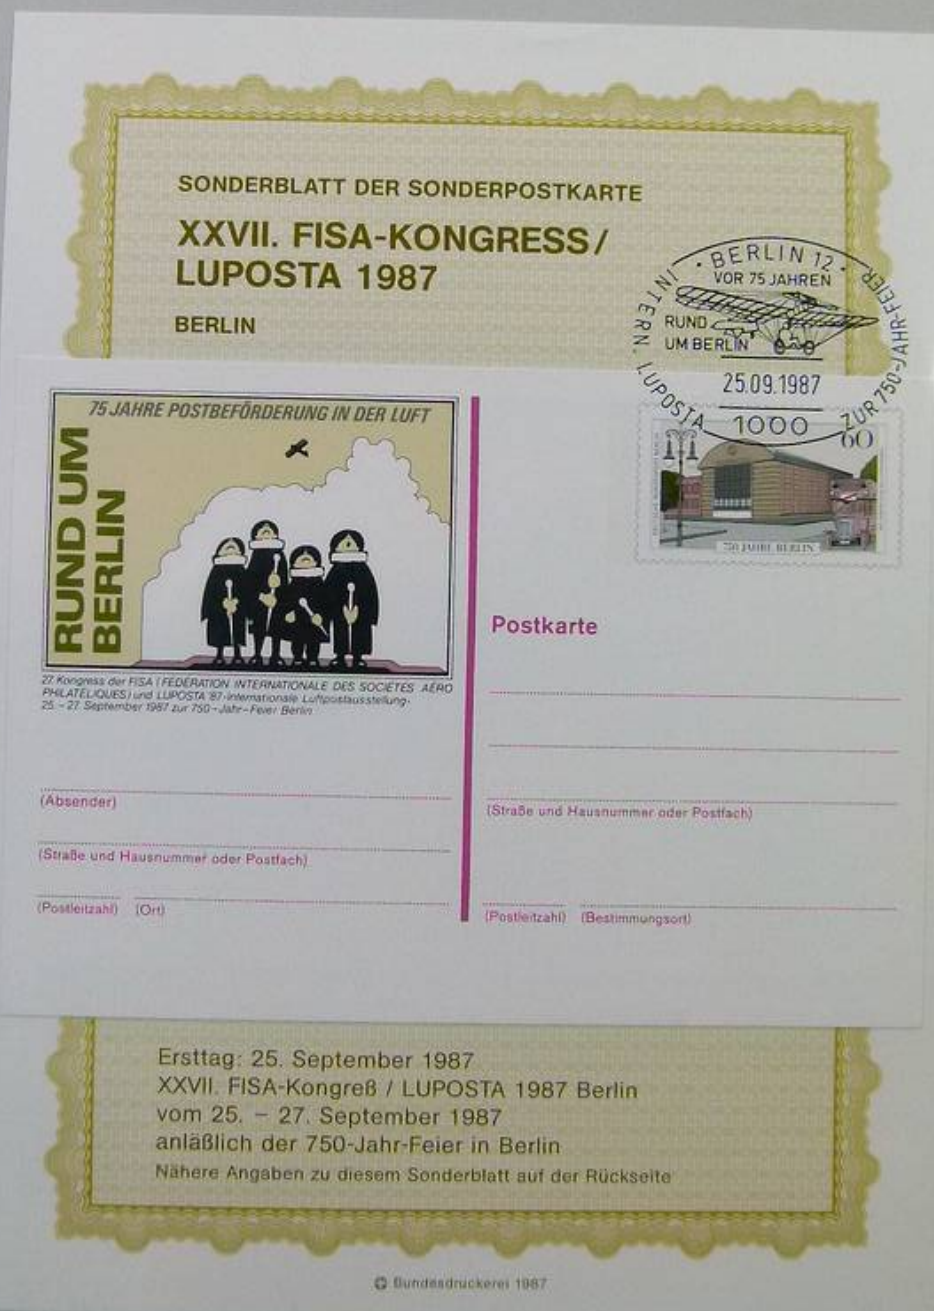 SONDERBLATT DER SONDERPOSTKARTE
XXVII. FISA-KONGRESS/
LUPOSTA 1987
BERLIN
INTERN. LUPOSTA ZUR 750-JAHR-FEIER
· BERLIN 12 ·
VOR 75 JAHREN
RUND
UM BERLIN
25.09.1987
1000
60
750 JAHRE BERLIN
75 JAHRE POSTBEFÖRDERUNG IN DER LUFT
RUND UM
BERLIN
27. Kongress der FISA (FEDERATION INTERNATIONALE DES SOCIETES AÉRO
PHILATELIQUES) und LUPOSTA '87-Internationale Luftpostausstellung-
25. – 27. September 1987 zur 750-Jahr-Feier Berlin
(Absender)
(Straße und Hausnummer oder Postfach)
(Postleitzahl) (Ort)
Postkarte
(Straße und Hausnummer oder Postfach)
(Postleitzahl) (Bestimmungsort)
Ersttag: 25. September 1987
XXVII. FISA-Kongreß / LUPOSTA 1987 Berlin
vom 25. – 27. September 1987
anläßlich der 750-Jahr-Feier in Berlin
Nähere Angaben zu diesem Sonderblatt auf der Rückseite
© Bundesdruckerei 1987